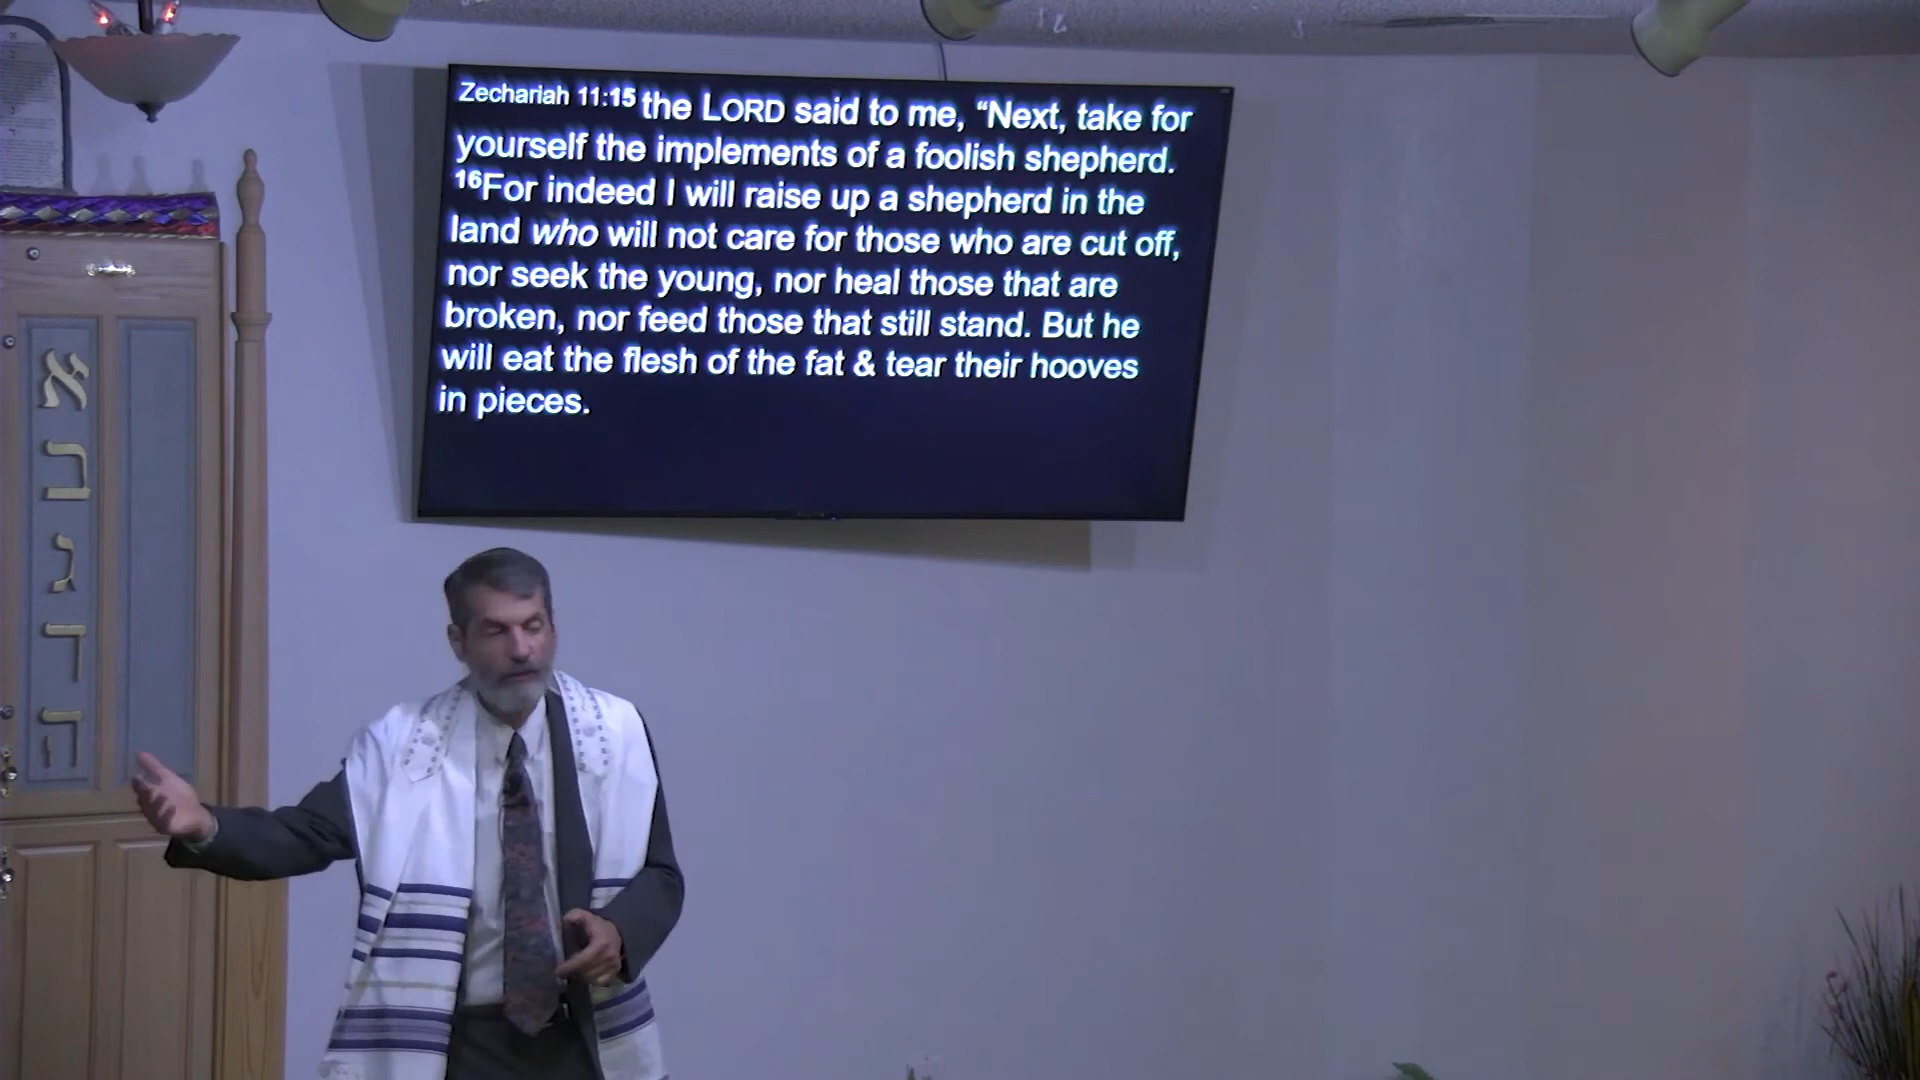 Zechariah 11:15 the LORD said to me, “Next, take for
yourself the implements of a foolish shepherd.
16For indeed I will raise up a shepherd in the
land who will not care for those who are cut off,
nor seek the young, nor heal those that are
broken, nor feed those that still stand. But he
will eat the flesh of the fat & tear their hooves
in pieces.
א
ב
ג
ד
ה